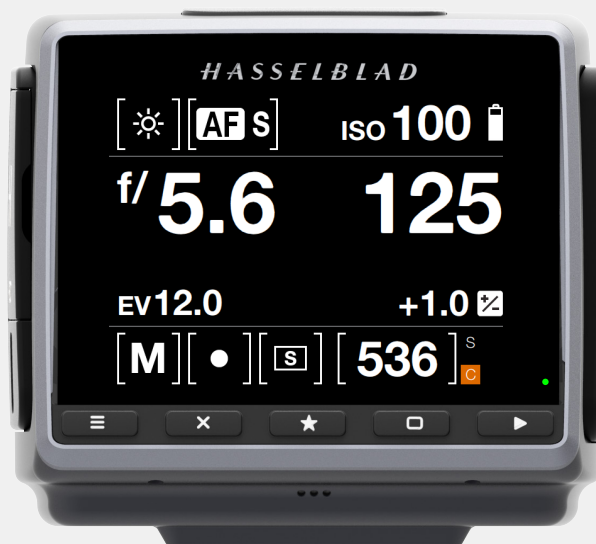 HASSELBLAD
AF S ISO 100
f/5.6 125
EV12.0 +1.0
M S 536 S
C